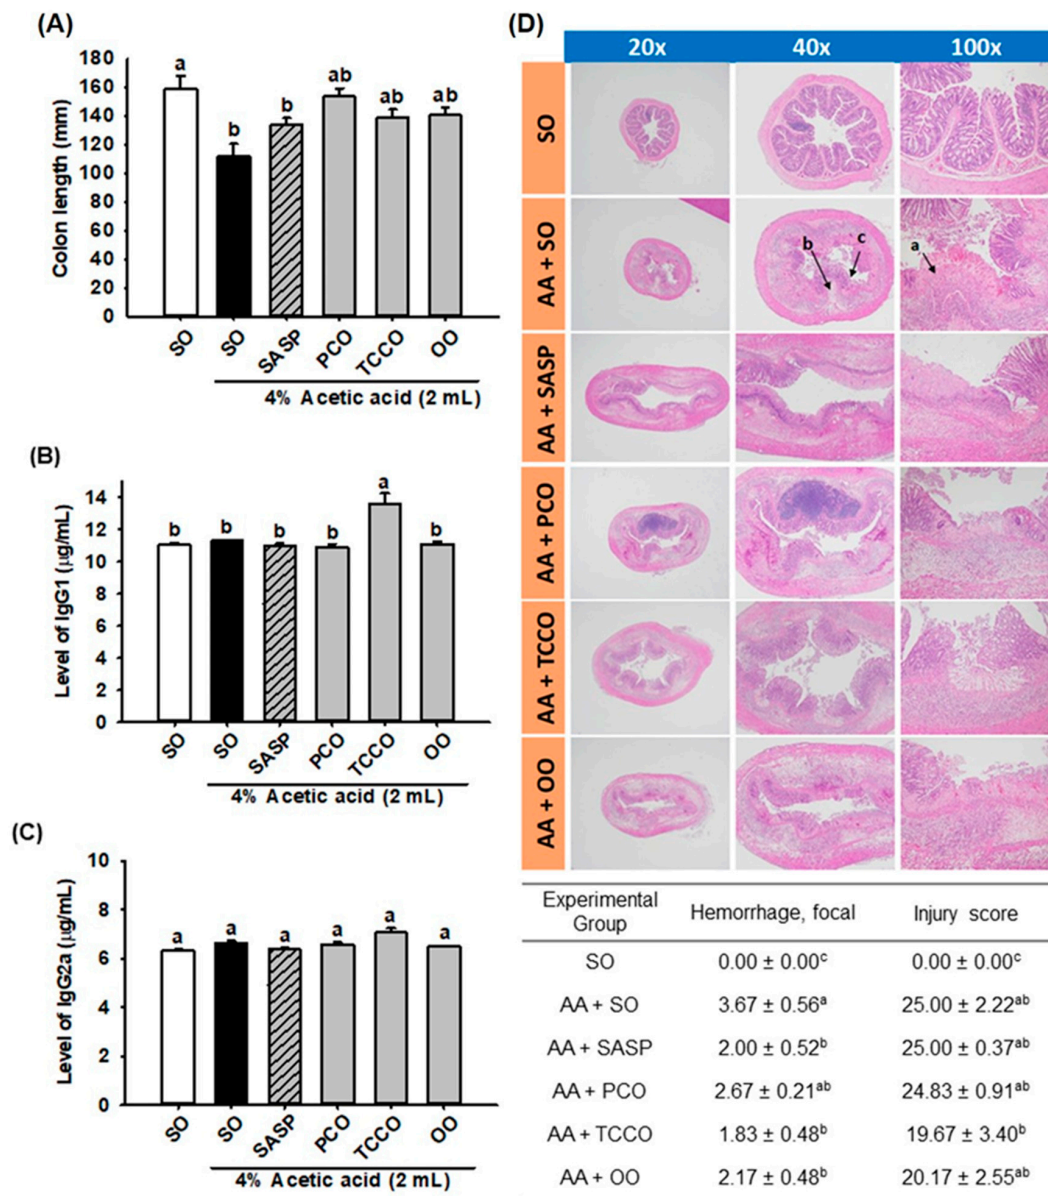 (A)
Colon length (mm)
180
160
140
120
100
80
60
40
20
0
a
b
b
ab
ab
ab
SO
SO
SASP
PCO
TCCO
OO
4% Acetic acid (2 mL)
(B)
Level of IgG1 (μg/mL)
14
12
10
8
6
4
2
0
b
b
b
b
a
b
SO
SO
SASP
PCO
TCCO
OO
4% Acetic acid (2 mL)
(C)
Level of IgG2a (μg/mL)
10
8
6
4
2
0
a
a
a
a
a
a
SO
SO
SASP
PCO
TCCO
OO
4% Acetic acid (2 mL)
(D)
20x 40x 100x
SO
AA + SO
b
c
a
AA + SASP
AA + PCO
AA + TCCO
AA + OO
Experimental
Group Hemorrhage, focal Injury score
SO 0.00 ± 0.00ᶜ 0.00 ± 0.00ᶜ
AA + SO 3.67 ± 0.56ᵃ 25.00 ± 2.22ᵃᵇ
AA + SASP 2.00 ± 0.52ᵇ 25.00 ± 0.37ᵃᵇ
AA + PCO 2.67 ± 0.21ᵃᵇ 24.83 ± 0.91ᵃᵇ
AA + TCCO 1.83 ± 0.48ᵇ 19.67 ± 3.40ᵇ
AA + OO 2.17 ± 0.48ᵇ 20.17 ± 2.55ᵃᵇ